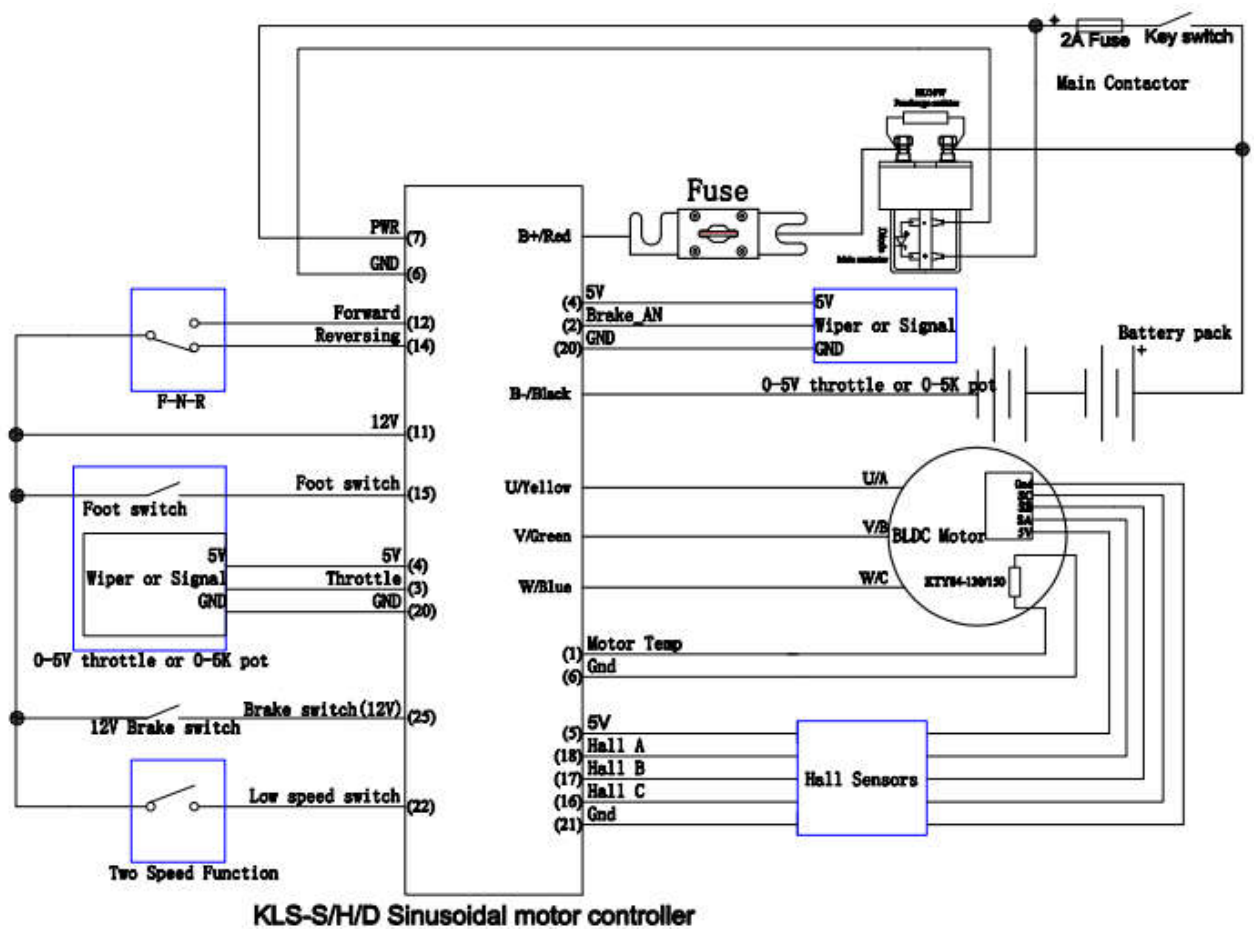 +
2A Fuse
Key switch
Main Contactor
Fuse
PWR
(7)
GND
(6)
B+/Red
Diode
Forward
(12)
Reversing
(14)
F-N-R
(4) 5V
(2) Brake_AN
(20) GND
5V
Wiper or Signal
GND
Battery pack
+
0-5V throttle or 0-5K pot
B-/Black
12V
(11)
Foot switch
(15)
Foot switch
5V
Wiper or Signal
GND
5V
(4)
Throttle
(3)
GND
(20)
0-5V throttle or 0-5K pot
U/Yellow
U/A
V/Green
V/B
W/Blue
W/C
BLDC Motor
5V
KTY84-130/150
(1) Motor Temp
(6) Gnd
Brake switch(12V)
(25)
12V Brake switch
(5) 5V
(18) Hall A
(17) Hall B
(16) Hall C
(21) Gnd
Hall Sensors
Low speed switch
(22)
Two Speed Function
KLS-S/H/D Sinusoidal motor controller